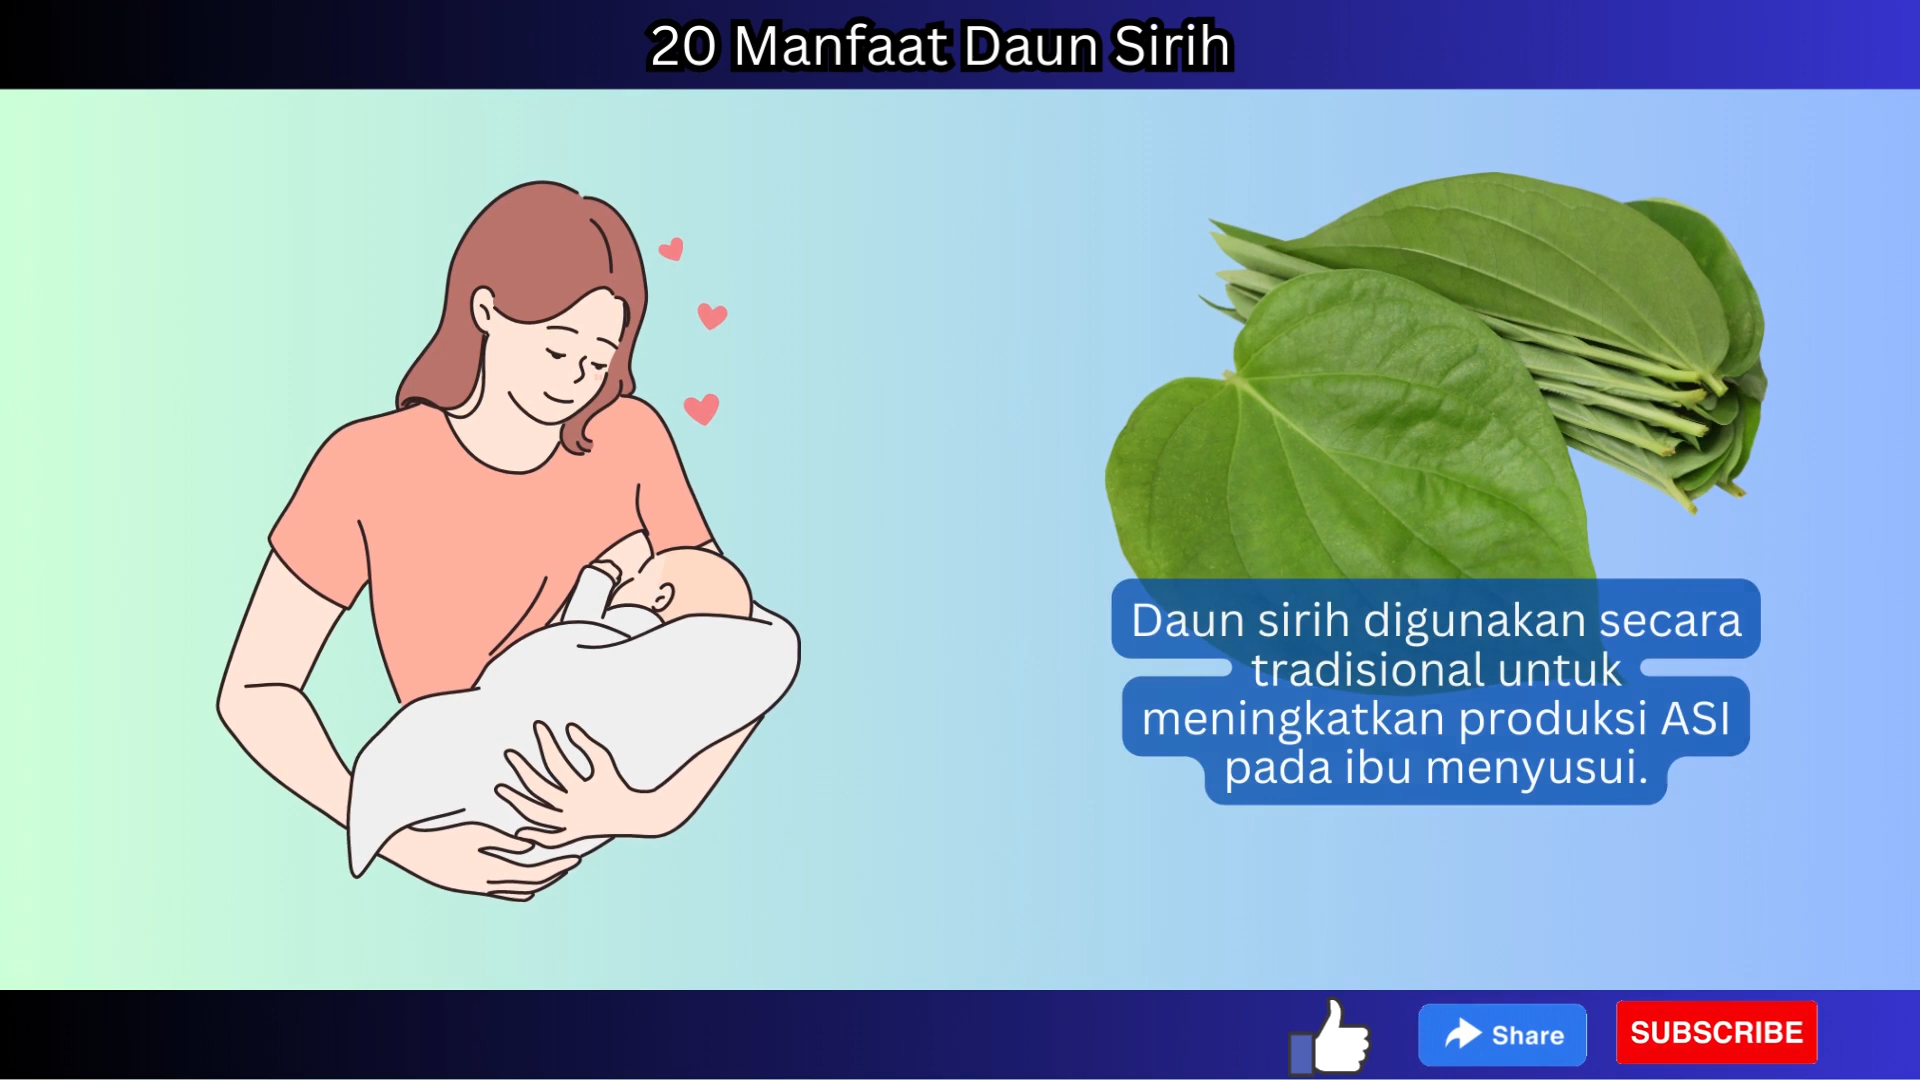 20 Manfaat Daun Sirih
Daun sirih digunakan secara
tradisional untuk
meningkatkan produksi ASI
pada ibu menyusui.
Share
SUBSCRIBE